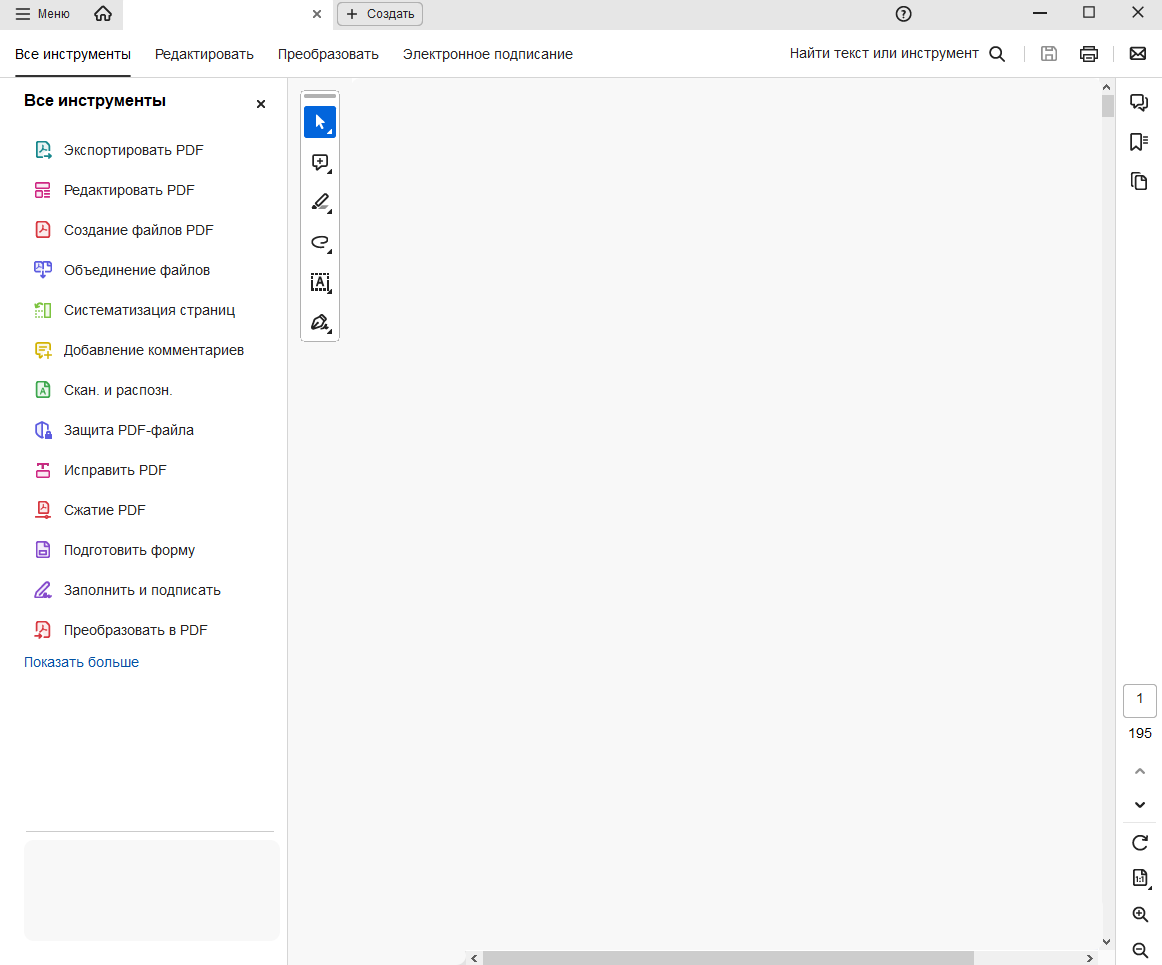 Меню
Создать
Все инструменты
Редактировать
Преобразовать
Электронное подписание
Найти текст или инструмент
Все инструменты
Экспортировать PDF
Редактировать PDF
Создание файлов PDF
Объединение файлов
Систематизация страниц
Добавление комментариев
Скан. и распозн.
Защита PDF-файла
Исправить PDF
Сжатие PDF
Подготовить форму
Заполнить и подписать
Преобразовать в PDF
Показать больше
1
195